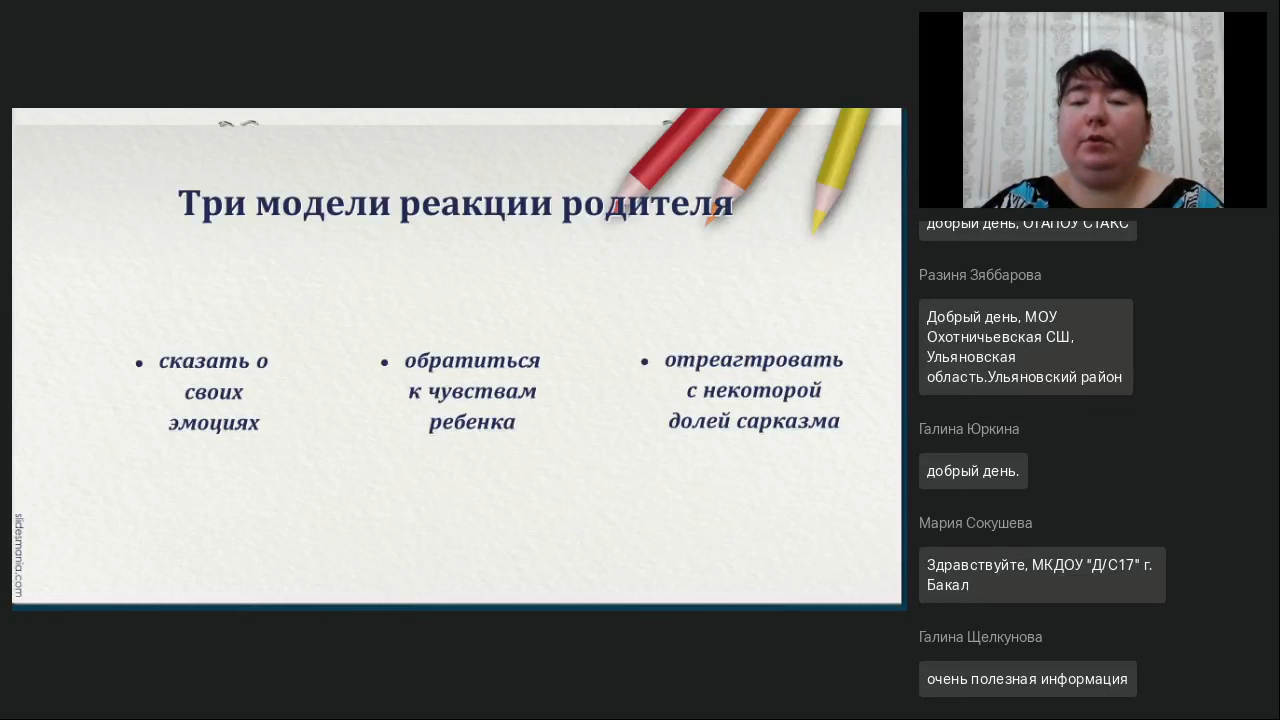 Три модели реакции родителя
• сказать о
своих
эмоциях
• обратиться
к чувствам
ребенка
• отреагтровать
с некоторой
долей сарказма
slidesmania.com
добрый день, ОГАПОУ СТАКС
Разиня Зяббарова
Добрый день, МОУ
Охотничьевская СШ,
Ульяновская
область.Ульяновский район
Галина Юркина
добрый день.
Мария Сокушева
Здравствуйте, МКДОУ "Д/С17" г.
Бакал
Галина Щелкунова
очень полезная информация